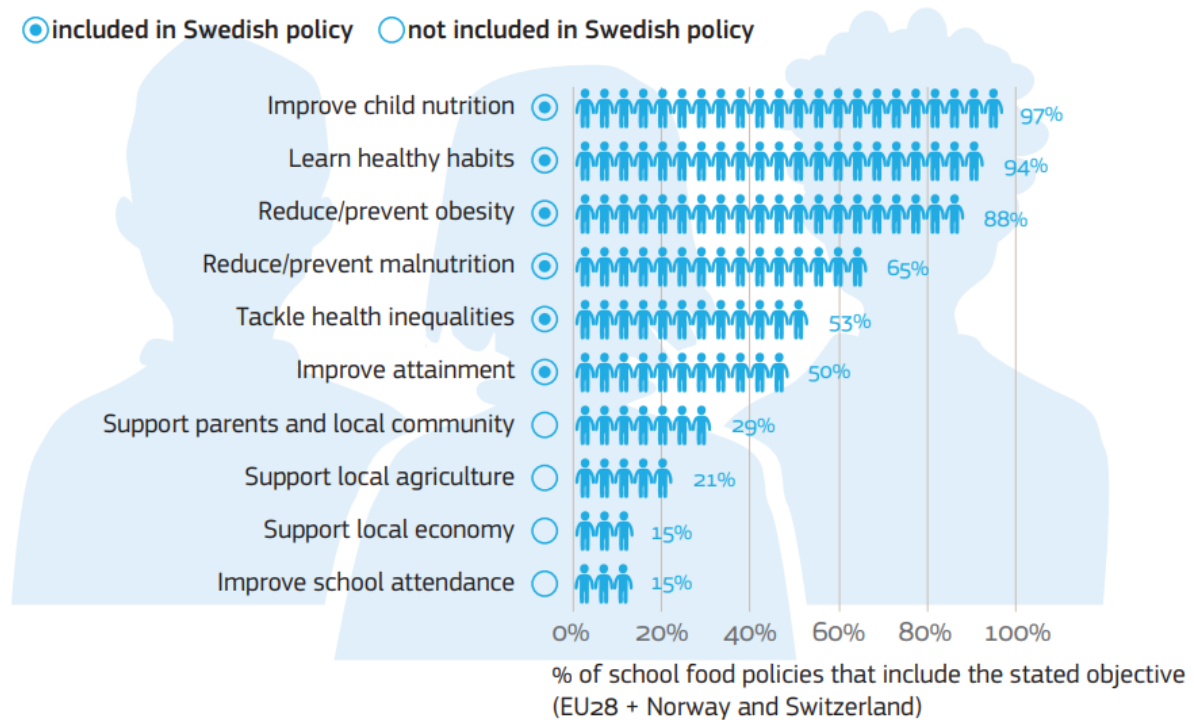 included in Swedish policy not included in Swedish policy
Improve child nutrition 97%
Learn healthy habits 94%
Reduce/prevent obesity 88%
Reduce/prevent malnutrition 65%
Tackle health inequalities 53%
Improve attainment 50%
Support parents and local community 29%
Support local agriculture 21%
Support local economy 15%
Improve school attendance 15%
0% 20% 40% 60% 80% 100%
% of school food policies that include the stated objective
(EU28 + Norway and Switzerland)